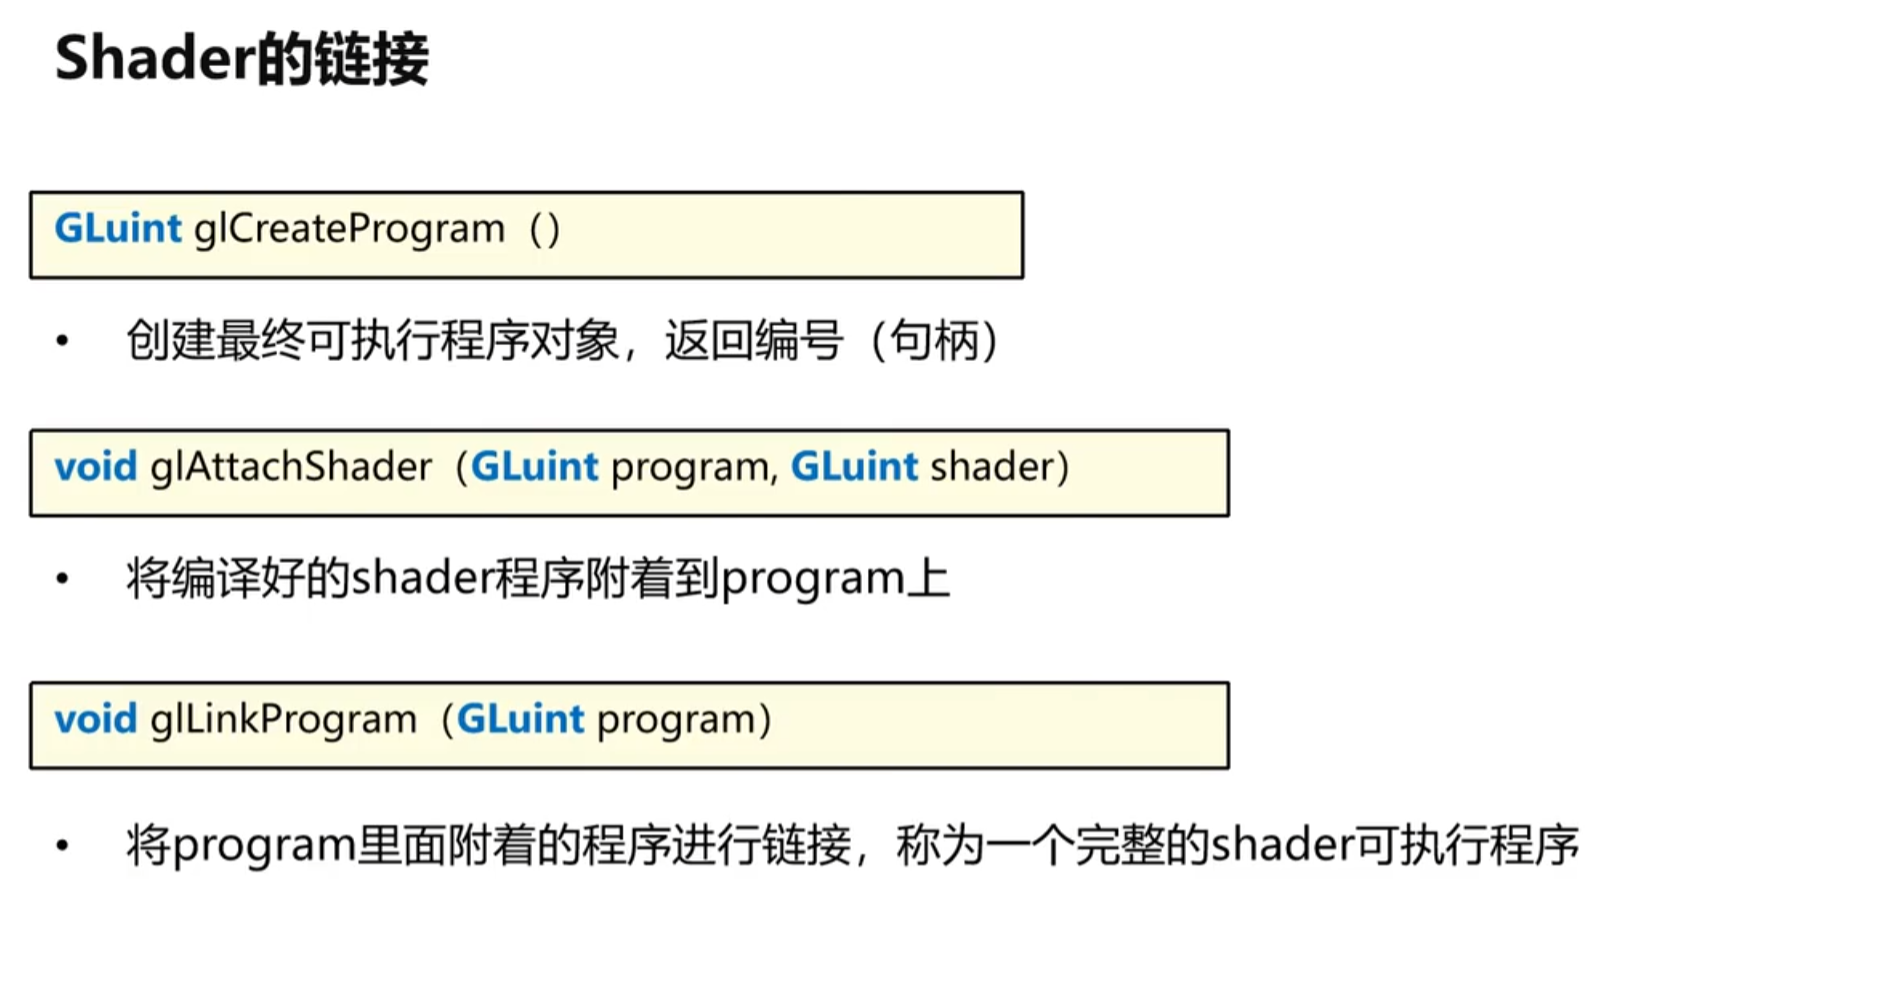 Shader的链接
GLuint glCreateProgram（）
• 创建最终可执行程序对象，返回编号（句柄）
void glAttachShader（GLuint program, GLuint shader）
• 将编译好的shader程序附着到program上
void glLinkProgram（GLuint program）
• 将program里面附着的程序进行链接，称为一个完整的shader可执行程序